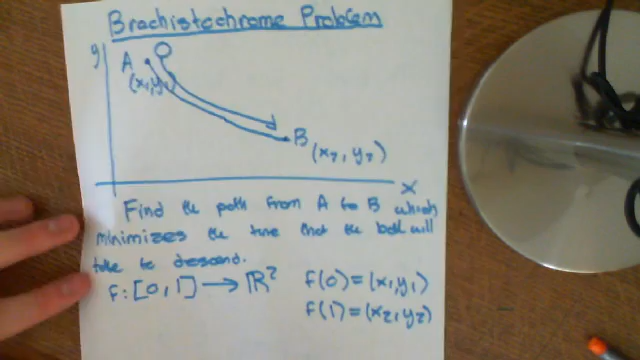 Brachistochrome Problem
y
A
(x₁,y₁)
B
(x₂, y₂)
x
Find the path from A to B which
minimizes the time that the ball will
take to descend.
f: [0, 1] → ℝ² f(0) = (x₁,y₁)
f(1) = (x₂,y₂)